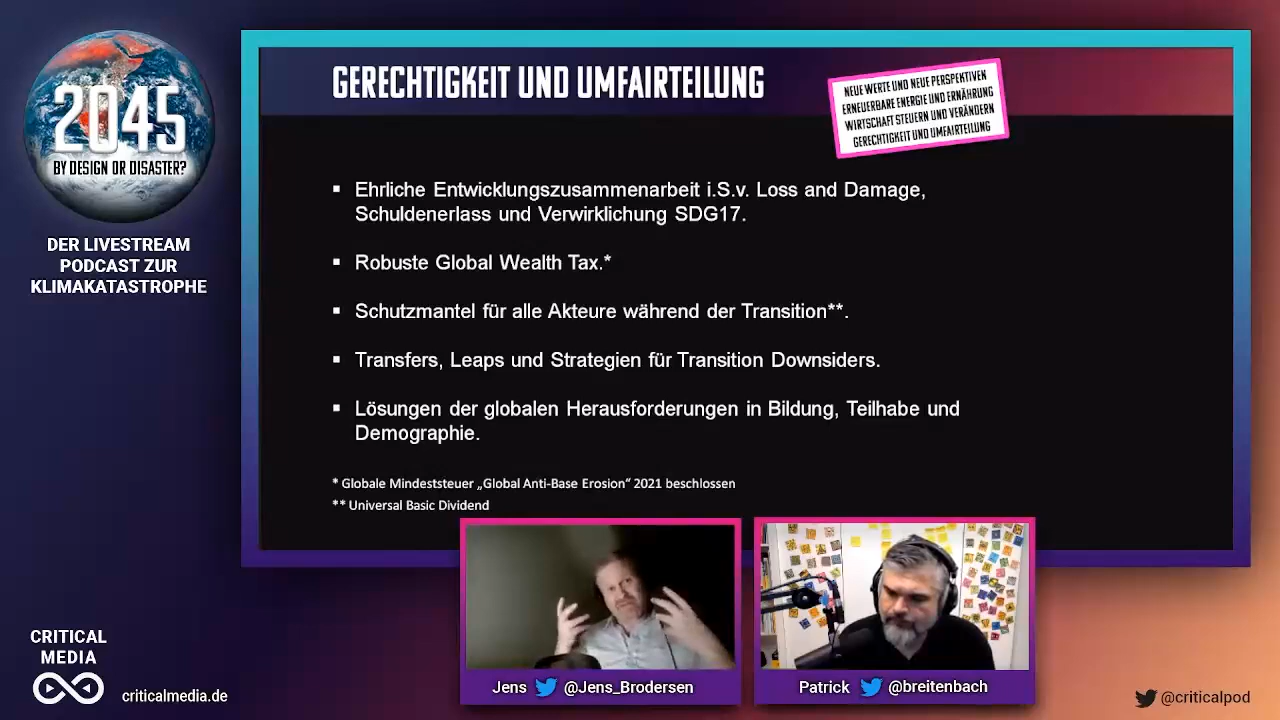 2045
BY DESIGN OR DISASTER?
DER LIVESTREAM
PODCAST ZUR
KLIMAKATASTROPHE
GERECHTIGKEIT UND UMFAIRTEILUNG
NEUE WERTE UND NEUE PERSPEKTIVEN
ERNEUERBARE ENERGIE UND ERNÄHRUNG
WIRTSCHAFT STEUERN UND VERÄNDERN
GERECHTIGKEIT UND UMFAIRTEILUNG
▪ Ehrliche Entwicklungszusammenarbeit i.S.v. Loss and Damage,
Schuldenerlass und Verwirklichung SDG17.
▪ Robuste Global Wealth Tax.*
▪ Schutzmantel für alle Akteure während der Transition**.
▪ Transfers, Leaps und Strategien für Transition Downsiders.
▪ Lösungen der globalen Herausforderungen in Bildung, Teilhabe und
Demographie.
* Globale Mindeststeuer „Global Anti-Base Erosion“ 2021 beschlossen
** Universal Basic Dividend
Jens @Jens_Brodersen
Patrick @breitenbach
CRITICAL
MEDIA
criticalmedia.de
@criticalpod